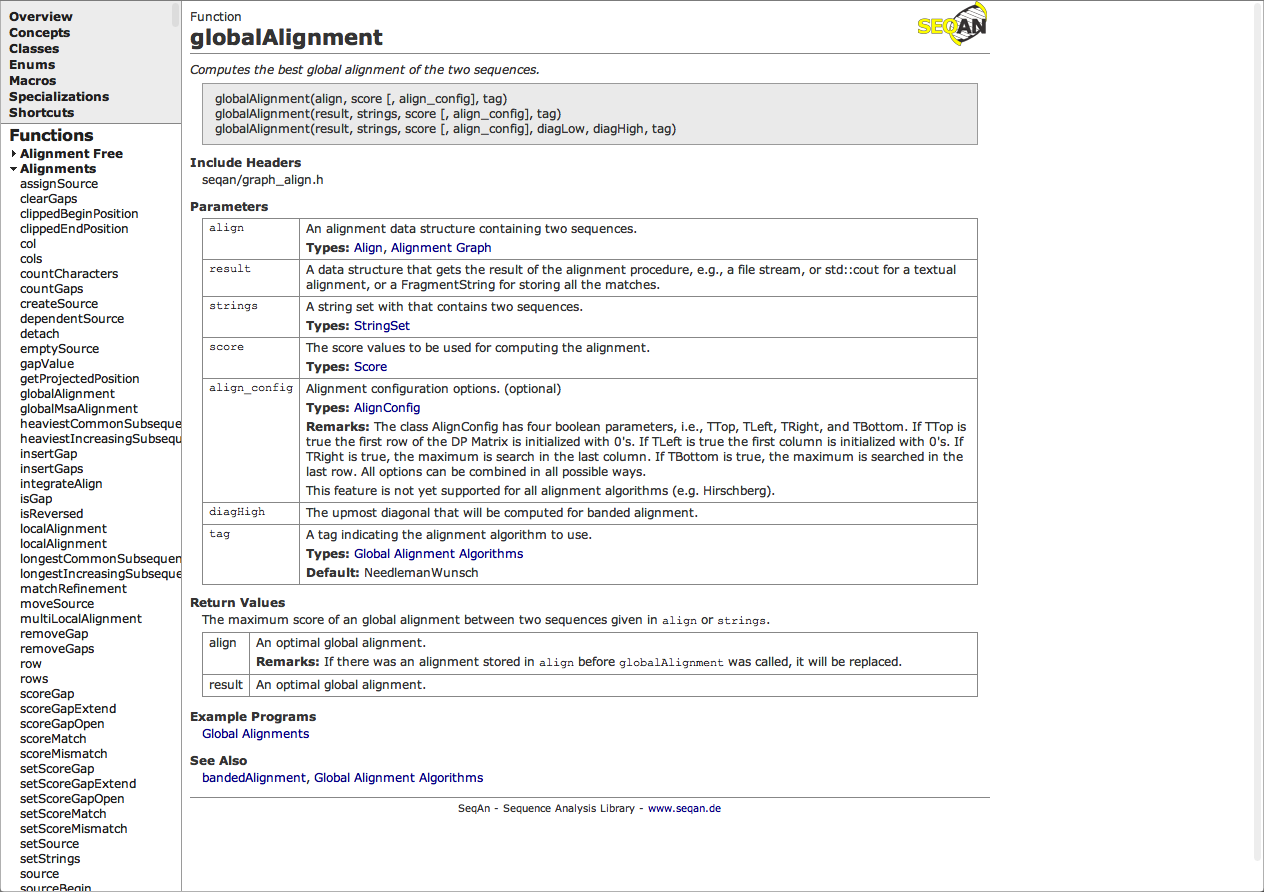 Overview
Concepts
Classes
Enums
Macros
Specializations
Shortcuts
Functions
Alignment Free
Alignments
assignSource
clearGaps
clippedBeginPosition
clippedEndPosition
col
cols
countCharacters
countGaps
createSource
dependentSource
detach
emptySource
gapValue
getProjectedPosition
globalAlignment
globalMsaAlignment
heaviestCommonSubseque
heaviestIncreasingSubsequ
insertGap
insertGaps
integrateAlign
isGap
isReversed
localAlignment
localAlignment
longestCommonSubsequen
longestIncreasingSubseque
matchRefinement
moveSource
multiLocalAlignment
removeGap
removeGaps
row
rows
scoreGap
scoreGapExtend
scoreGapOpen
scoreMatch
scoreMismatch
setScoreGap
setScoreGapExtend
setScoreGapOpen
setScoreMatch
setScoreMismatch
setSource
setStrings
source
sourceBegin
Function
globalAlignment
SEQAN
Computes the best global alignment of the two sequences.
globalAlignment(align, score [, align_config], tag)
globalAlignment(result, strings, score [, align_config], tag)
globalAlignment(result, strings, score [, align_config], diagLow, diagHigh, tag)
Include Headers
seqan/graph_align.h
Parameters
align An alignment data structure containing two sequences.
Types: Align, Alignment Graph
result A data structure that gets the result of the alignment procedure, e.g., a file stream, or std::cout for a textual
alignment, or a FragmentString for storing all the matches.
strings A string set with that contains two sequences.
Types: StringSet
score The score values to be used for computing the alignment.
Types: Score
align_config Alignment configuration options. (optional)
Types: AlignConfig
Remarks: The class AlignConfig has four boolean parameters, i.e., TTop, TLeft, TRight, and TBottom. If TTop is
true the first row of the DP Matrix is initialized with 0's. If TLeft is true the first column is initialized with 0's. If
TRight is true, the maximum is search in the last column. If TBottom is true, the maximum is searched in the
last row. All options can be combined in all possible ways.
This feature is not yet supported for all alignment algorithms (e.g. Hirschberg).
diagHigh The upmost diagonal that will be computed for banded alignment.
tag A tag indicating the alignment algorithm to use.
Types: Global Alignment Algorithms
Default: NeedlemanWunsch
Return Values
The maximum score of an global alignment between two sequences given in align or strings.
align An optimal global alignment.
Remarks: If there was an alignment stored in align before globalAlignment was called, it will be replaced.
result An optimal global alignment.
Example Programs
Global Alignments
See Also
bandedAlignment, Global Alignment Algorithms
SeqAn - Sequence Analysis Library - www.seqan.de